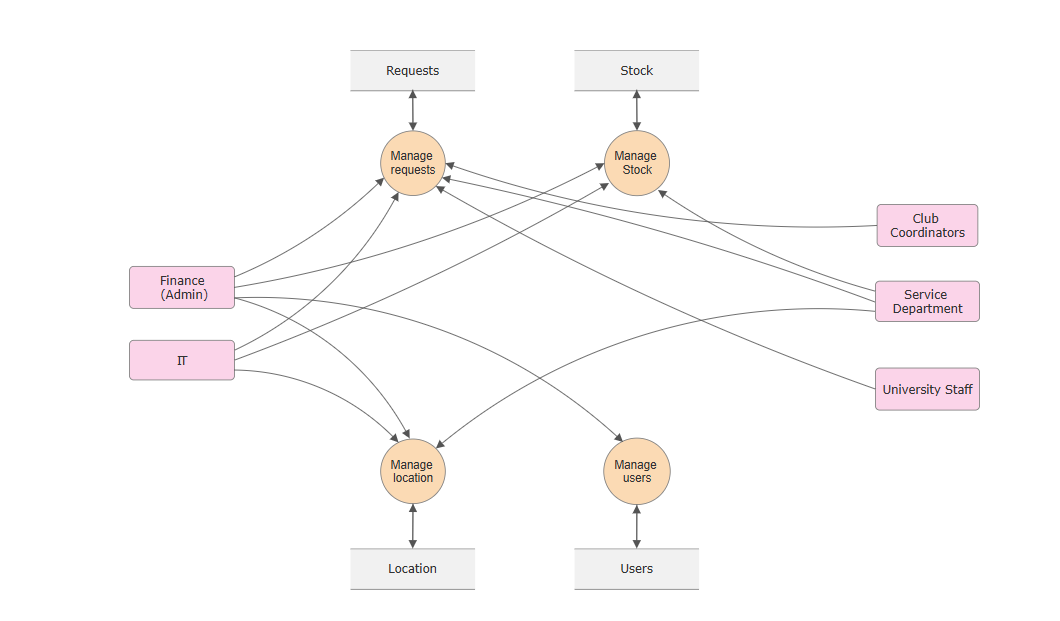 Requests
Stock
Manage
requests
Manage
Stock
Club
Coordinators
Finance
(Admin)
Service
Department
IT
University Staff
Manage
location
Manage
users
Location
Users